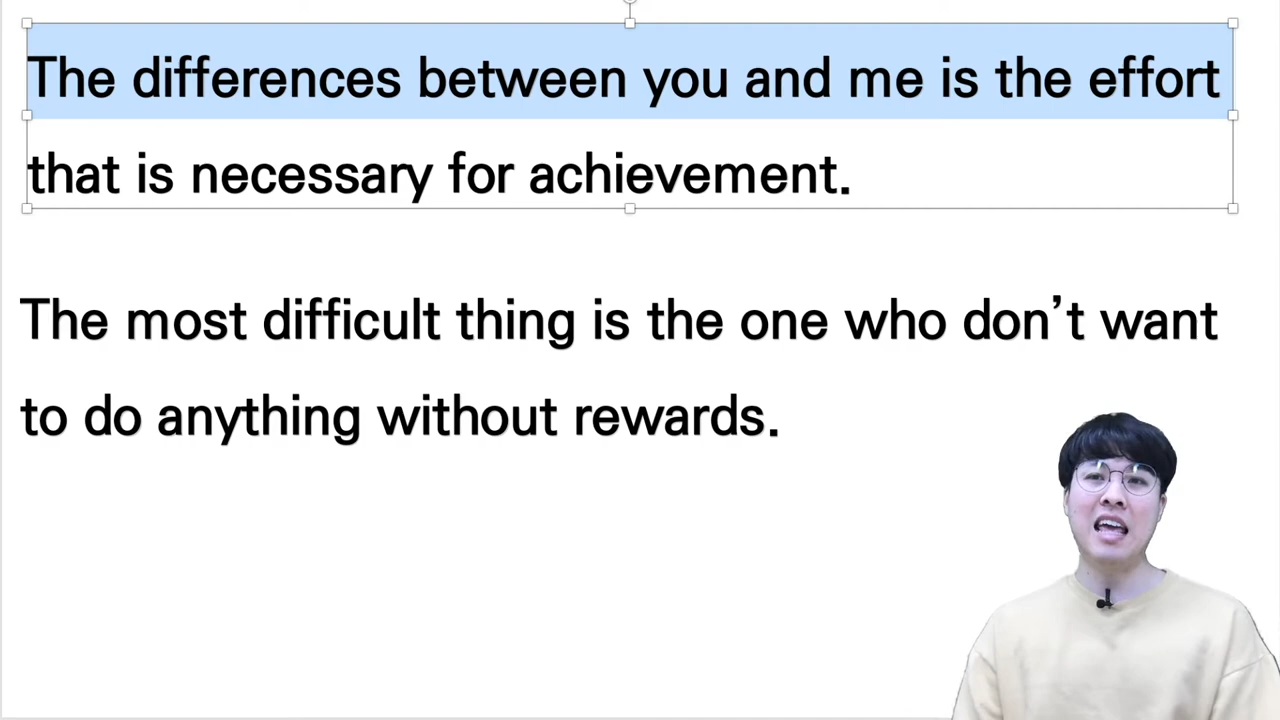 The differences between you and me is the effort
that is necessary for achievement.
The most difficult thing is the one who don’t want
to do anything without rewards.